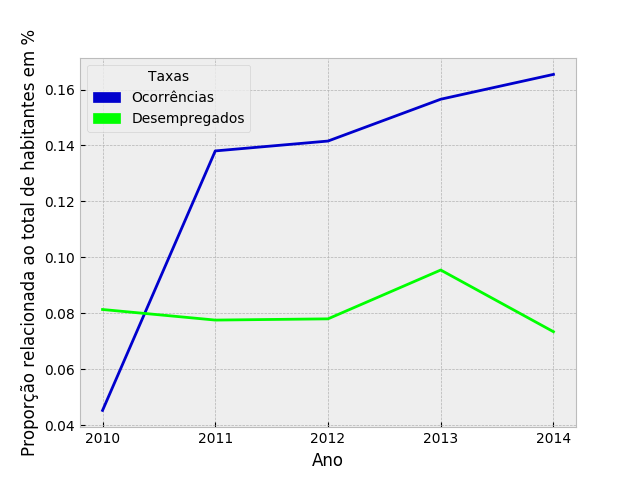 Proporção relacionada ao total de habitantes em %
Taxas
Ocorrências
Desempregados
0.16
0.14
0.12
0.10
0.08
0.06
0.04
2010 2011 2012 2013 2014
Ano